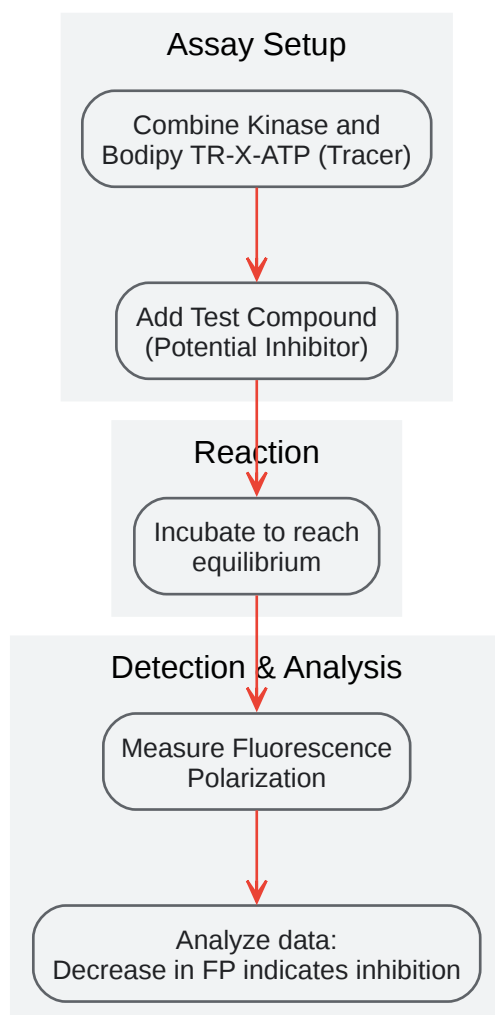 Assay Setup
Combine Kinase and
Bodipy TR-X-ATP (Tracer)
Add Test Compound
(Potential Inhibitor)
Reaction
Incubate to reach
equilibrium
Detection & Analysis
Measure Fluorescence
Polarization
Analyze data:
Decrease in FP indicates inhibition